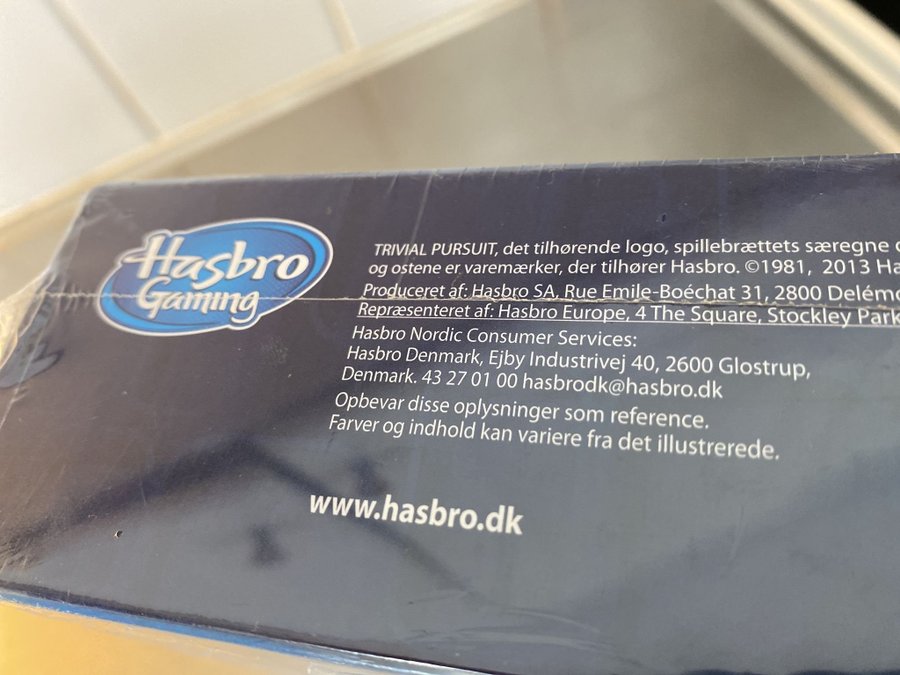 Hasbro
Gaming
TRIVIAL PURSUIT, det tilhørende logo, spillebrættets særegne
og ostene er varemærker, der tilhører Hasbro. ©1981, 2013
Produceret af: Hasbro SA, Rue Emile-Boéchat 31, 2800
Repræsenteret af: Hasbro Europe, 4 The Square, Stockley Park
Hasbro Nordic Consumer Services:
Hasbro Denmark, Ejby Industrivej 40, 2600 Glostrup,
Denmark. 43 27 01 00 hasbrodk@hasbro.dk
Opbevar disse oplysninger som reference.
Farver og indhold kan variere fra det illustrerede.
www.hasbro.dk